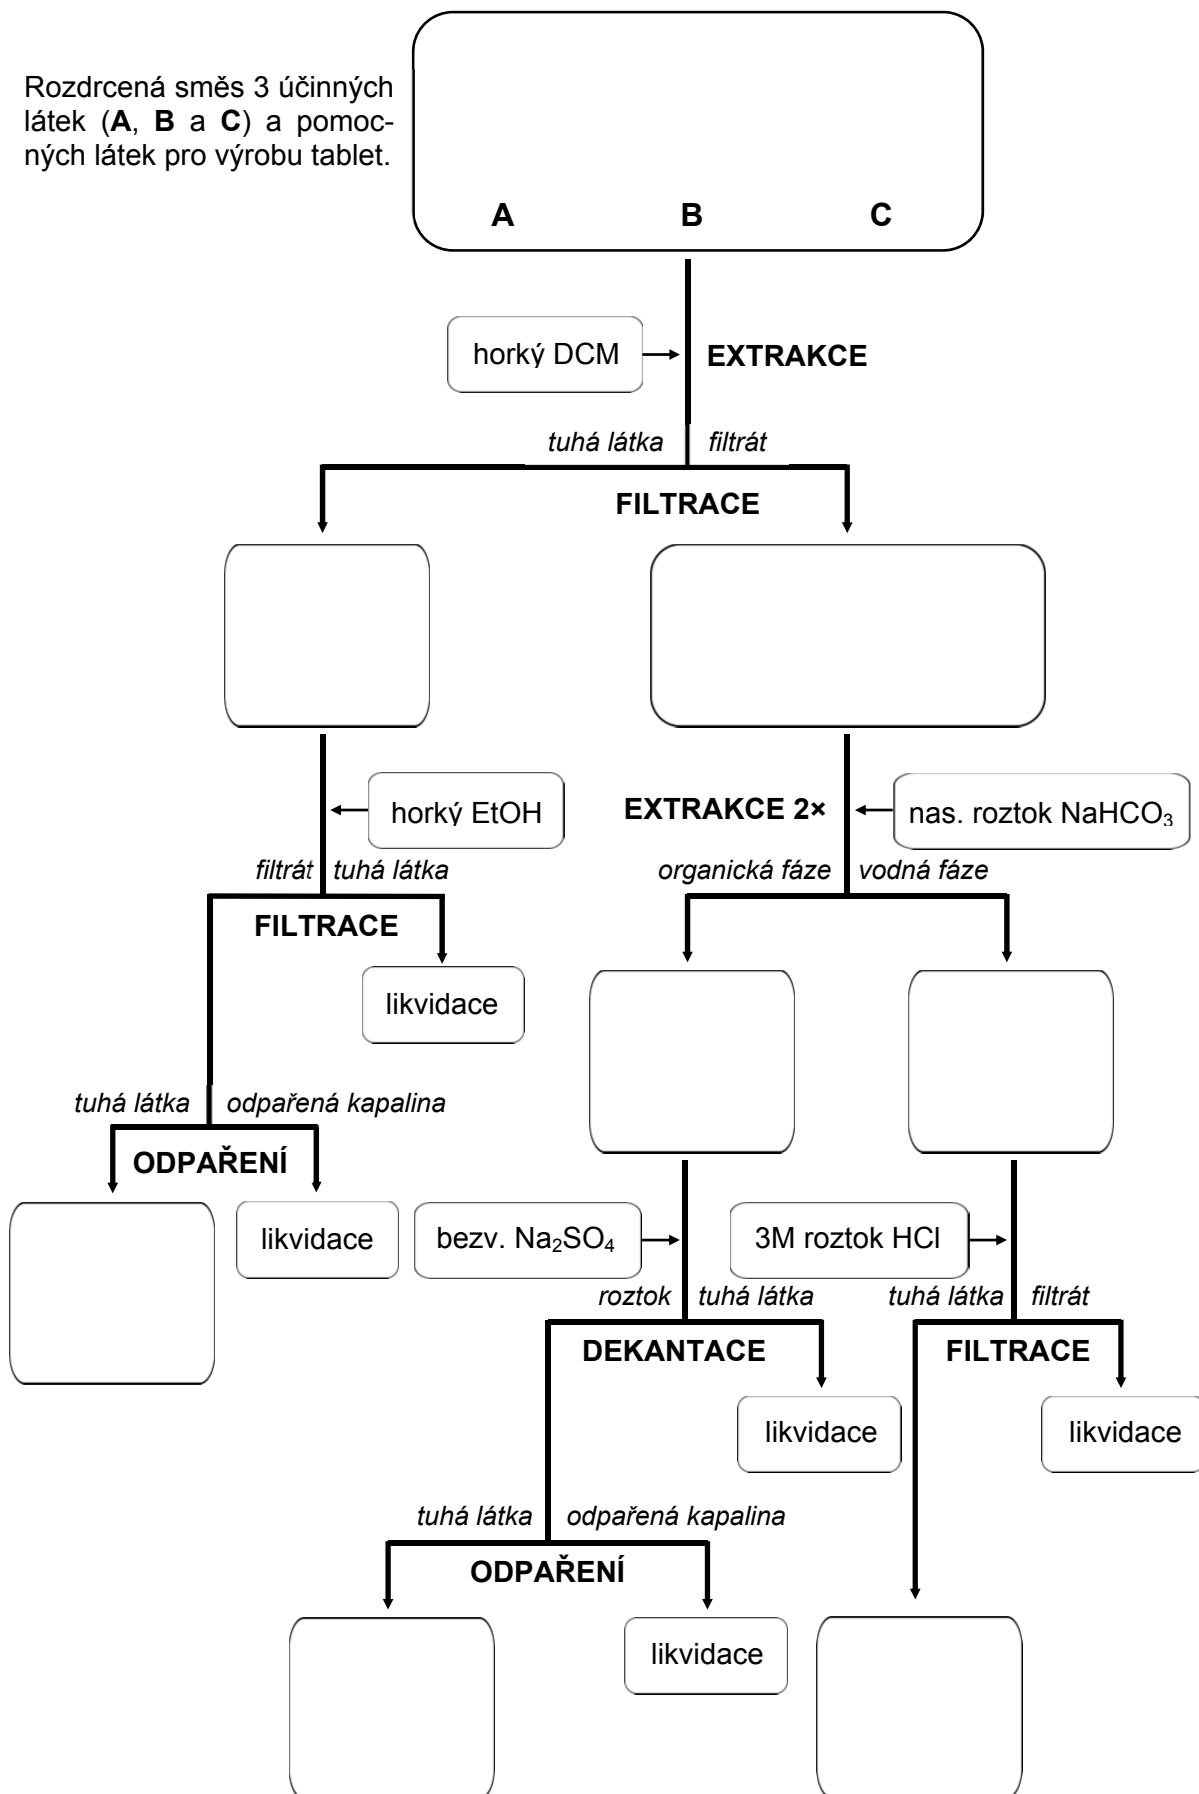 Rozdrcená směs 3 účinných
látek (A, B a C) a pomoc-
ných látek pro výrobu tablet.
A B C
horký DCM
EXTRAKCE
tuhá látka filtrát
FILTRACE
horký EtOH
EXTRAKCE 2×
nas. roztok NaHCO₃
filtrát tuhá látka
organická fáze vodná fáze
FILTRACE
likvidace
tuhá látka odpařená kapalina
ODPAŘENÍ
likvidace
bezv. Na₂SO₄
3M roztok HCl
roztok tuhá látka
tuhá látka filtrát
DEKANTACE
FILTRACE
likvidace
likvidace
tuhá látka odpařená kapalina
ODPAŘENÍ
likvidace